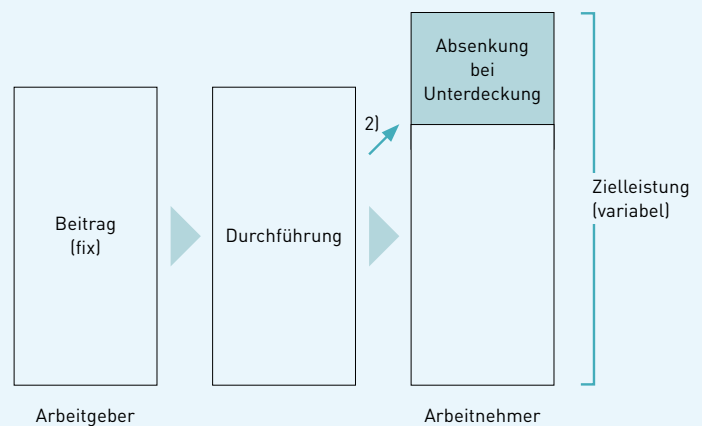 Absenkung
bei
Unterdeckung
2)
Beitrag
(fix)
Durchführung
Zielleistung
(variabel)
Arbeitgeber
Arbeitnehmer